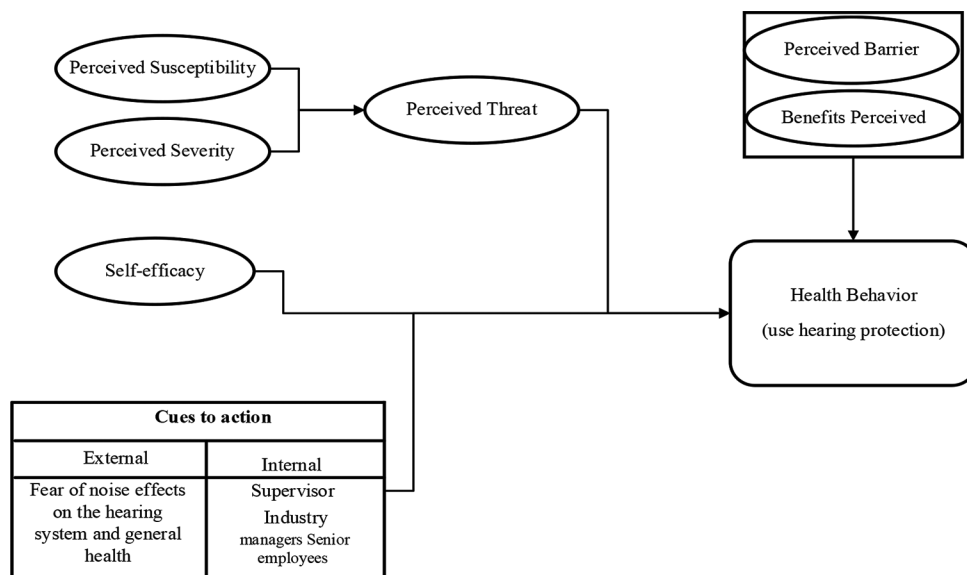 Perceived Susceptibility
Perceived Severity
Perceived Threat
Perceived Barrier
Benefits Perceived
Self-efficacy
Health Behavior
(use hearing protection)
Cues to action
External
Fear of noise effects
on the hearing
system and general
health
Internal
Supervisor
Industry
managers Senior
employees